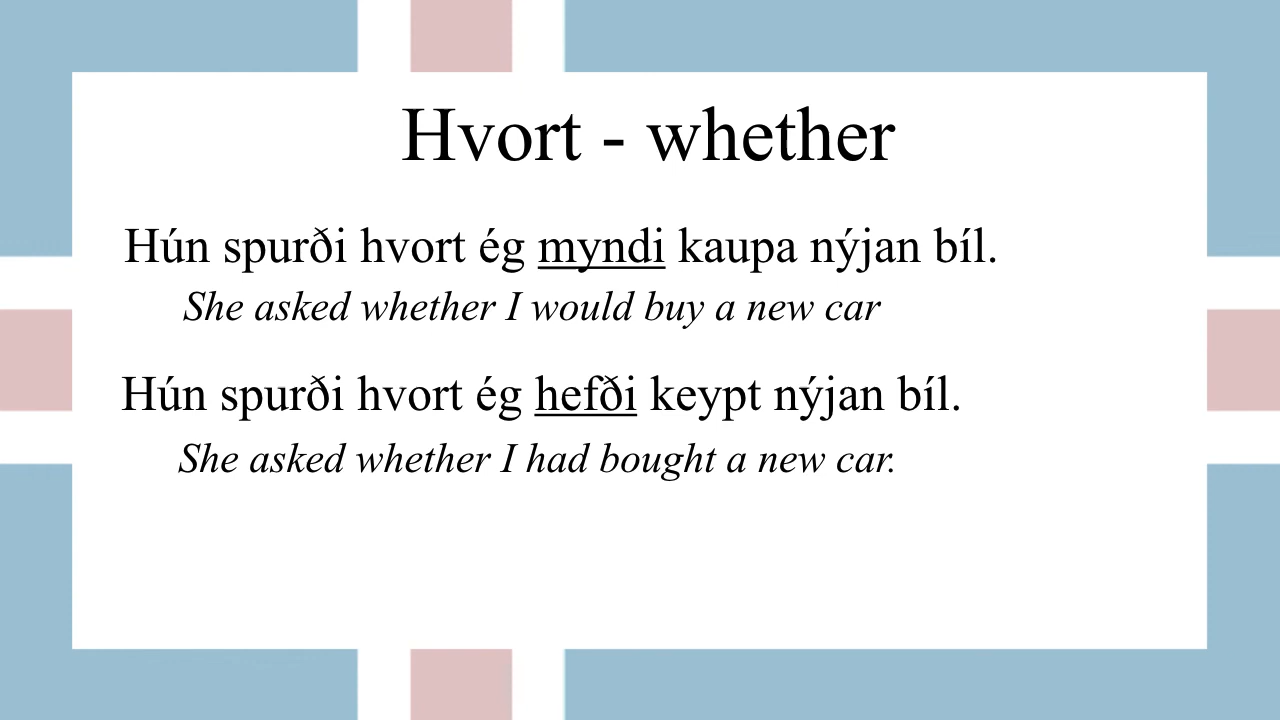 Hvort - whether
Hún spurði hvort ég myndi kaupa nýjan bíl.
She asked whether I would buy a new car
Hún spurði hvort ég hefði keypt nýjan bíl.
She asked whether I had bought a new car.